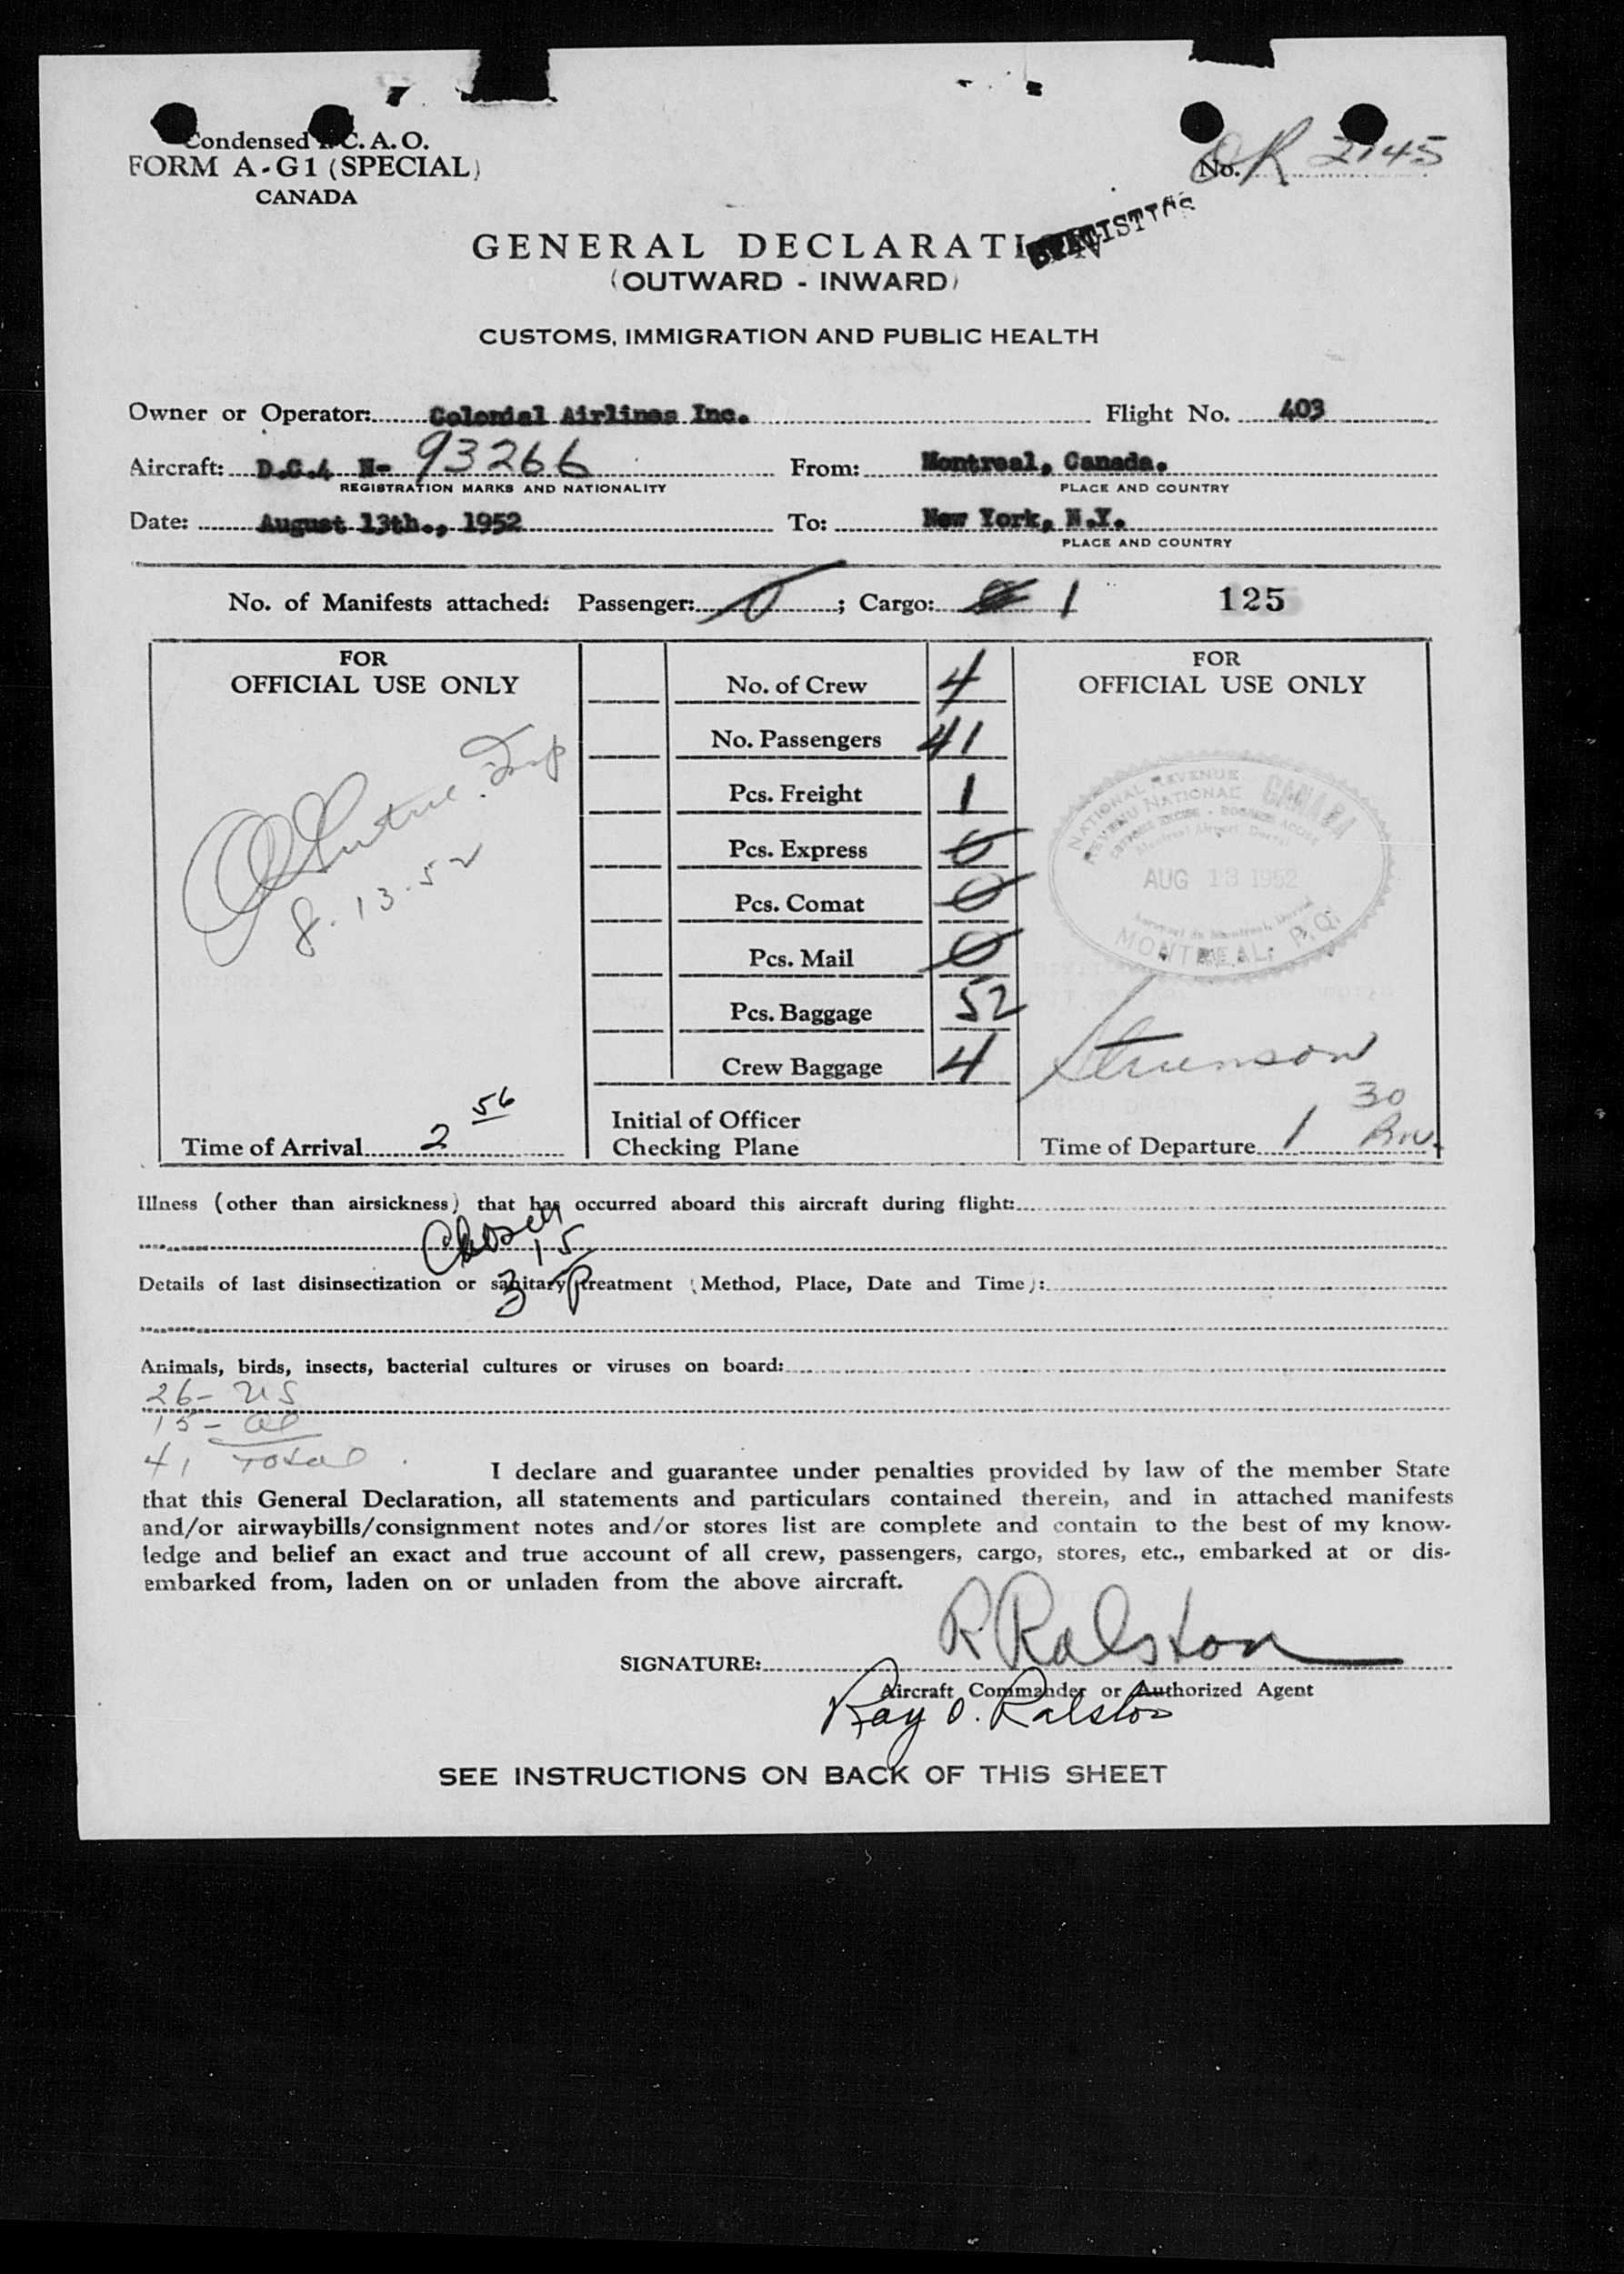 Condensed C. A. O.
FORM A-G1 (SPECIAL)
CANADA
No. OR 2145
STATISTICS
GENERAL DECLARATION
(OUTWARD - INWARD)
CUSTOMS, IMMIGRATION AND PUBLIC HEALTH
Owner or Operator: Colonial Airlines Inc. Flight No. 403
Aircraft: D.C.4 N- 93266 From: Montreal, Canada.
REGISTRATION MARKS AND NATIONALITY PLACE AND COUNTRY
Date: August 13th., 1952 To: New York, N.Y.
PLACE AND COUNTRY
No. of Manifests attached: Passenger: 0; Cargo: 1 125
FOR
OFFICIAL USE ONLY
Insp
8.13.52
Time of Arrival 2 56
No. of Crew 4
No. Passengers 41
Pcs. Freight 1
Pcs. Express 0
Pcs. Comat 0
Pcs. Mail 0
Pcs. Baggage 52
Crew Baggage 4
Initial of Officer
Checking Plane
FOR
OFFICIAL USE ONLY
NATIONAL REVENUE
REVENU NATIONAL
CANADA
AUG 13 1952
MONTREAL, P.Q.
Time of Departure 1 30 P.M.
Illness (other than airsickness) that has occurred aboard this aircraft during flight:
Details of last disinsectization or sanitary treatment (Method, Place, Date and Time):
3 15 P
Animals, birds, insects, bacterial cultures or viruses on board:
26- US
15- al
41 Total
I declare and guarantee under penalties provided by law of the member State
that this General Declaration, all statements and particulars contained therein, and in attached manifests
and/or airwaybills/consignment notes and/or stores list are complete and contain to the best of my know-
ledge and belief an exact and true account of all crew, passengers, cargo, stores, etc., embarked at or dis-
embarked from, laden on or unladen from the above aircraft.
SIGNATURE: R Ralston
Aircraft Commander or Authorized Agent
Ray O. Ralston
SEE INSTRUCTIONS ON BACK OF THIS SHEET